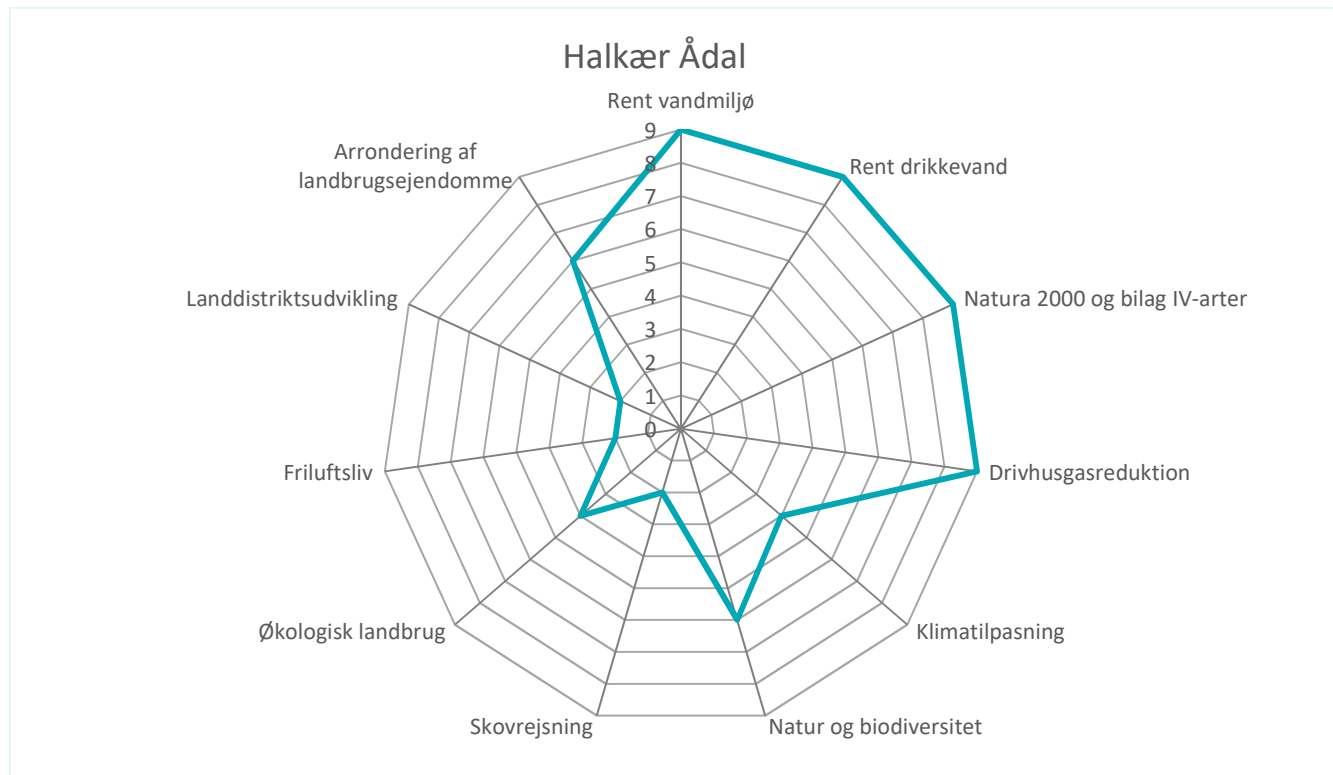 Halkær Ådal
Rent vandmiljø
Rent drikkevand
Natura 2000 og bilag IV-arter
Drivhusgasreduktion
Klimatilpasning
Natur og biodiversitet
Skovrejsning
Økologisk landbrug
Friluftsliv
Landdistriktsudvikling
Arrondering af
landbrugsejendomme
9
8
7
6
5
4
3
2
1
0